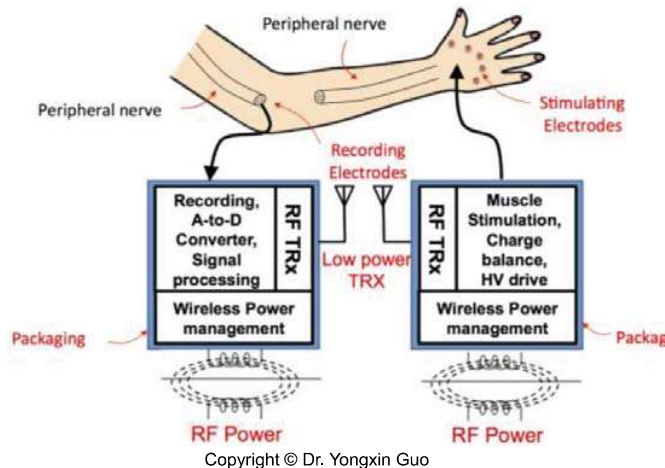 Peripheral nerve
Peripheral nerve
Stimulating
Electrodes
Recording
Electrodes
Recording,
A-to-D
Converter,
Signal
processing
RF TRx
Wireless Power
management
Low power
TRX
RF TRx
Muscle
Stimulation,
Charge
balance,
HV drive
Wireless Power
management
Packaging
Packag
RF Power
RF Power
Copyright © Dr. Yongxin Guo